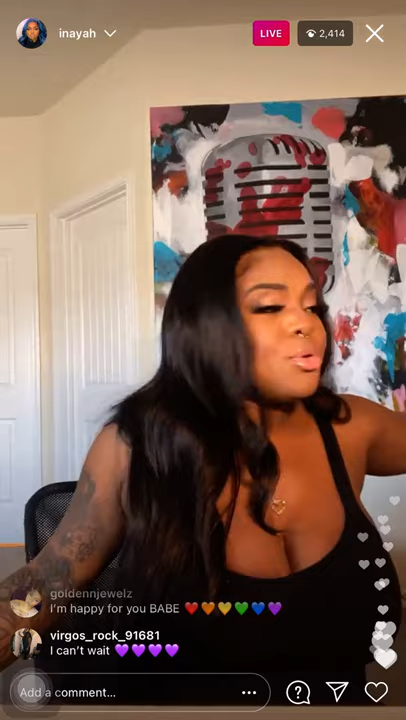 inayah
LIVE
2,414
goldennjewelz
I'm happy for you BABE ❤️🧡💛💚💙💜
virgos_rock_91681
I can't wait 💜💜💜💜
Add a comment...